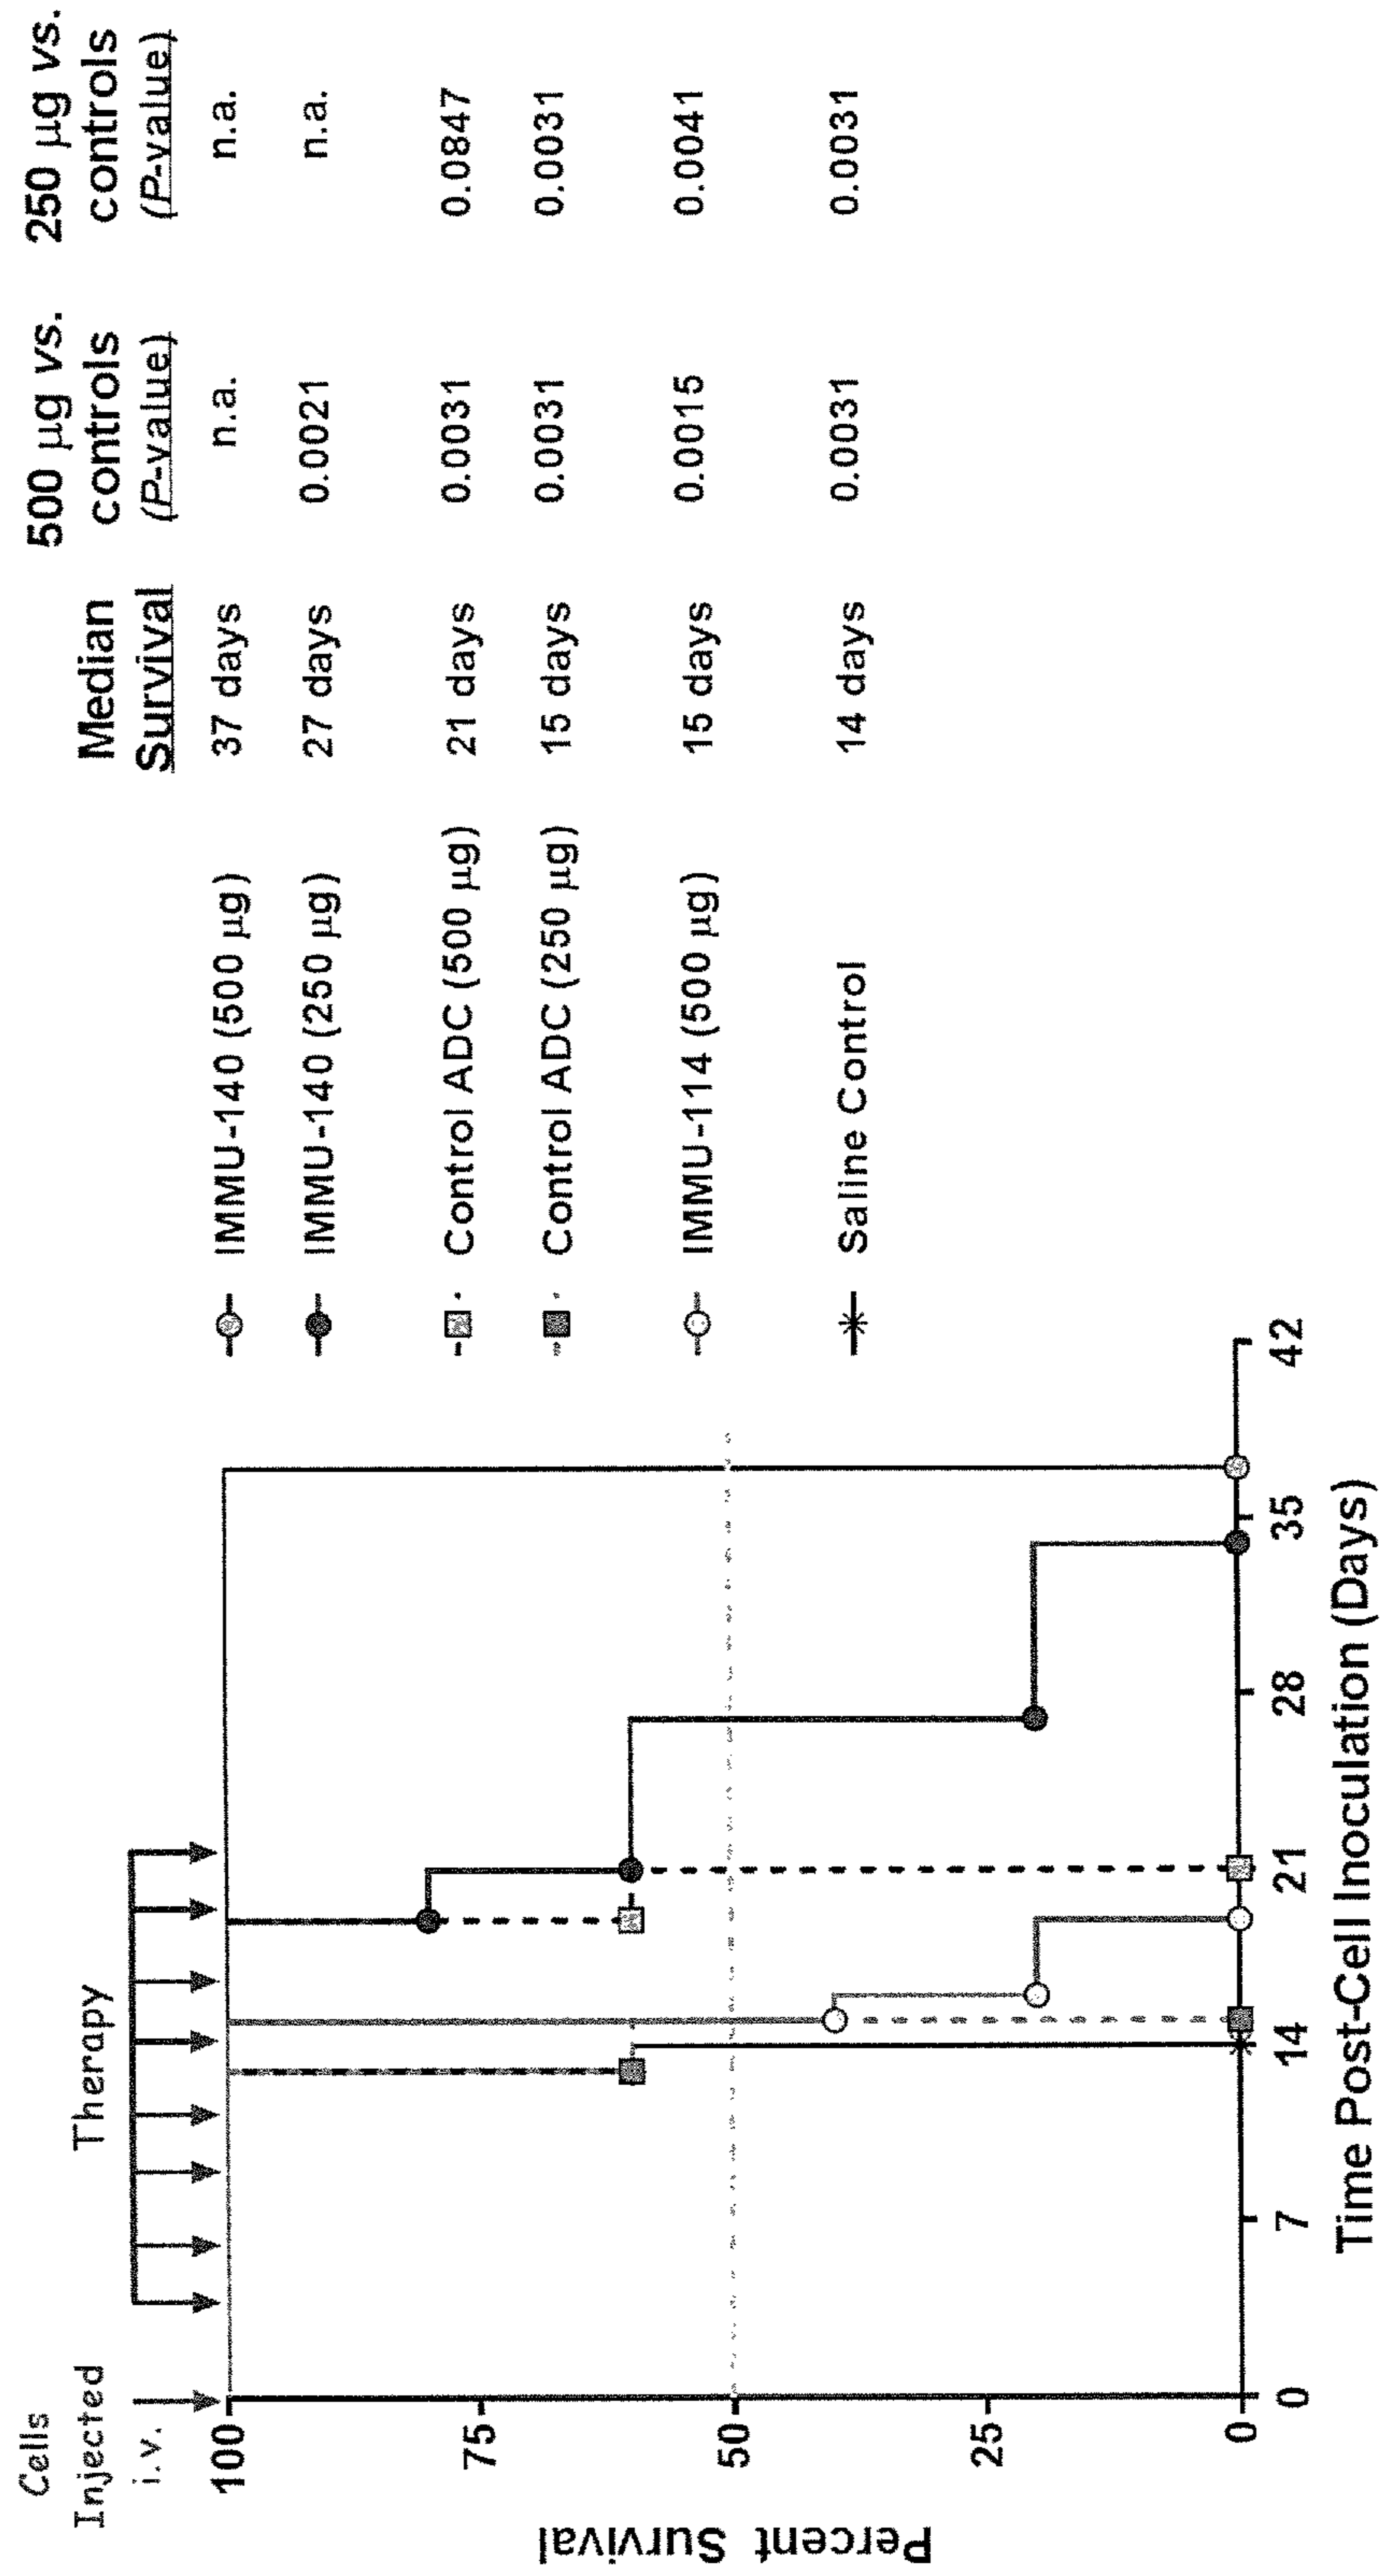 Cells
Injected
i.v.
Therapy
Median
Survival
500 µg vs.
controls
(P-value)
250 µg vs.
controls
(P-value)
IMMU-140 (500 µg) 37 days n.a. n.a.
IMMU-140 (250 µg) 27 days 0.0021 n.a.
Control ADC (500 µg) 21 days 0.0031 0.0847
Control ADC (250 µg) 15 days 0.0031 0.0031
IMMU-114 (500 µg) 15 days 0.0015 0.0041
Saline Control 14 days 0.0031 0.0031
Percent Survival
100
75
50
25
0
0 7 14 21 28 35 42
Time Post-Cell Inoculation (Days)